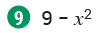 9 9 – x²